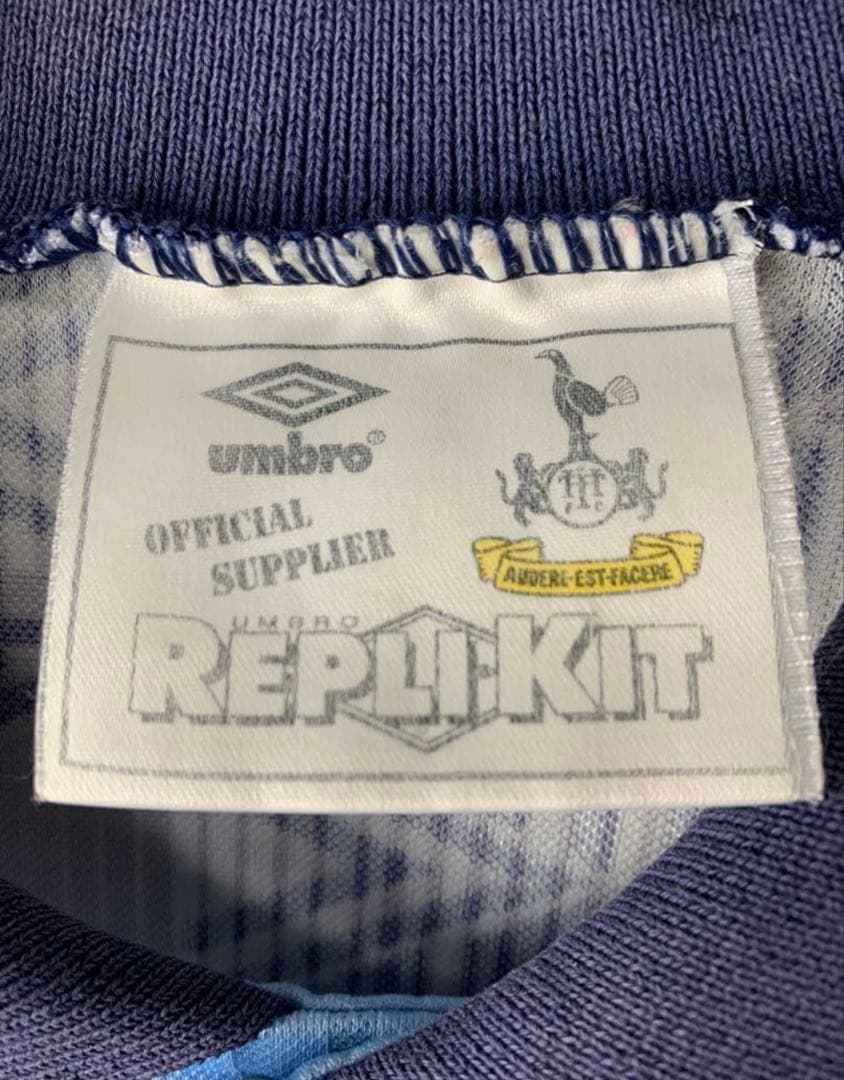 umbro®
OFFICIAL
SUPPLIER
AUDERE-EST-FACERE
UMBRO
REPLI·KIT